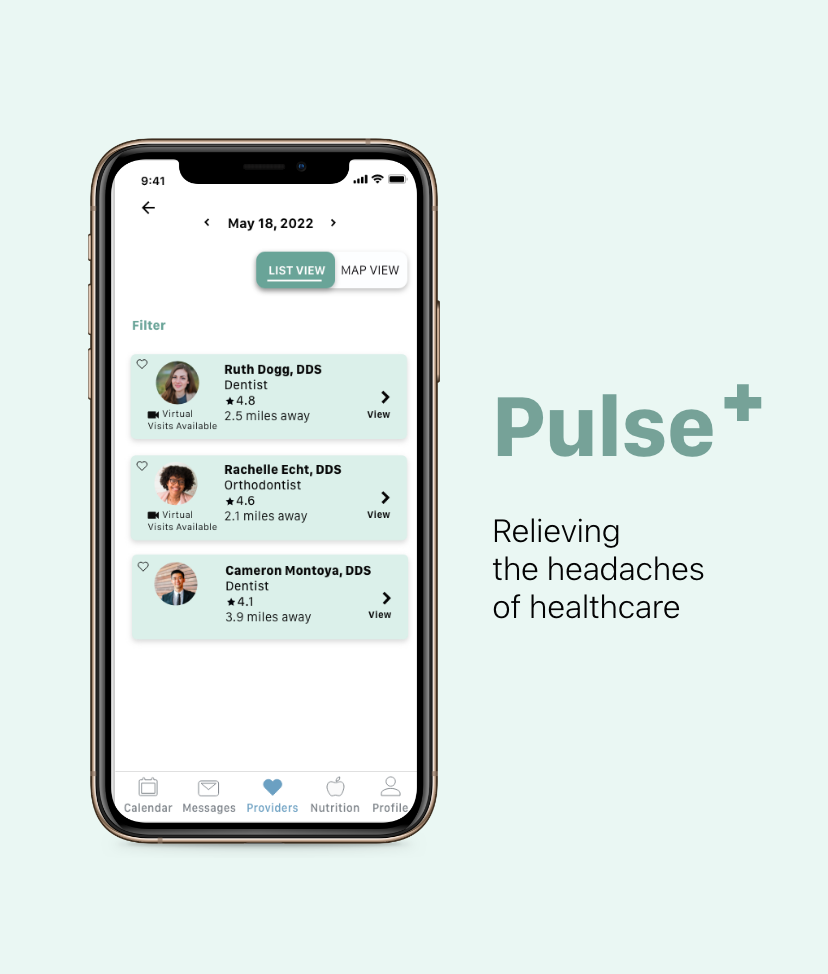 9:41
May 18, 2022
LIST VIEW MAP VIEW
Filter
Ruth Dogg, DDS
Dentist
4.8
2.5 miles away
Virtual
Visits Available
View
Rachelle Echt, DDS
Orthodontist
4.6
2.1 miles away
Virtual
Visits Available
View
Cameron Montoya, DDS
Dentist
4.1
3.9 miles away
View
Calendar Messages Providers Nutrition Profile
Pulse+
Relieving
the headaches
of healthcare